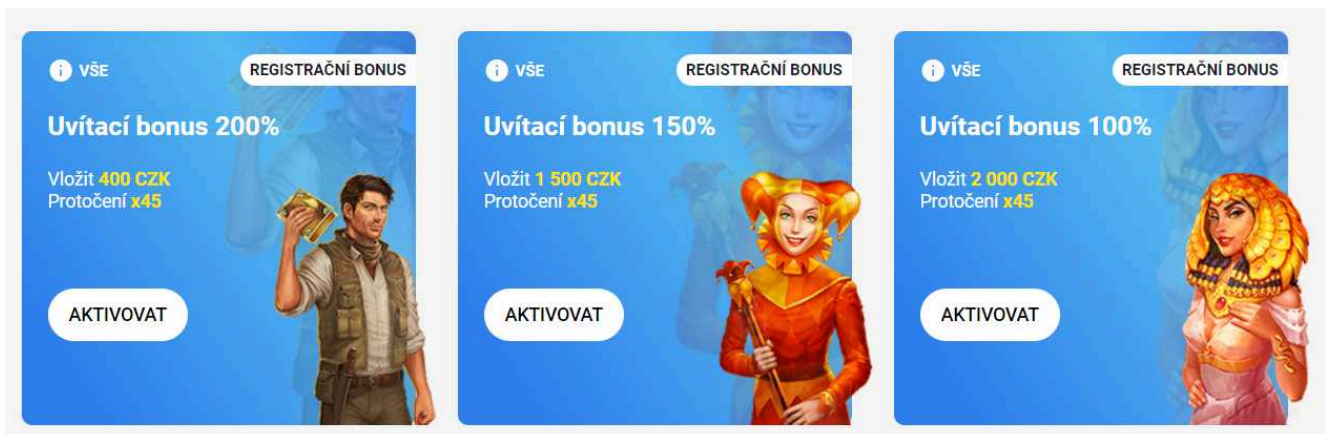 VŠE
REGISTRAČNÍ BONUS
Uvítací bonus 200%
Vložit 400 CZK
Protočení x45
AKTIVOVAT
VŠE
REGISTRAČNÍ BONUS
Uvítací bonus 150%
Vložit 1 500 CZK
Protočení x45
AKTIVOVAT
VŠE
REGISTRAČNÍ BONUS
Uvítací bonus 100%
Vložit 2 000 CZK
Protočení x45
AKTIVOVAT